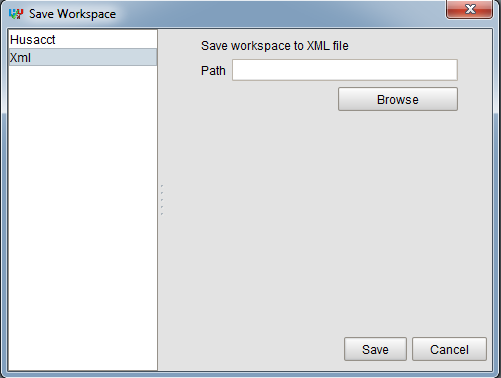 Save Workspace
Husacct
Xml
Save workspace to XML file
Path
Browse
Save
Cancel